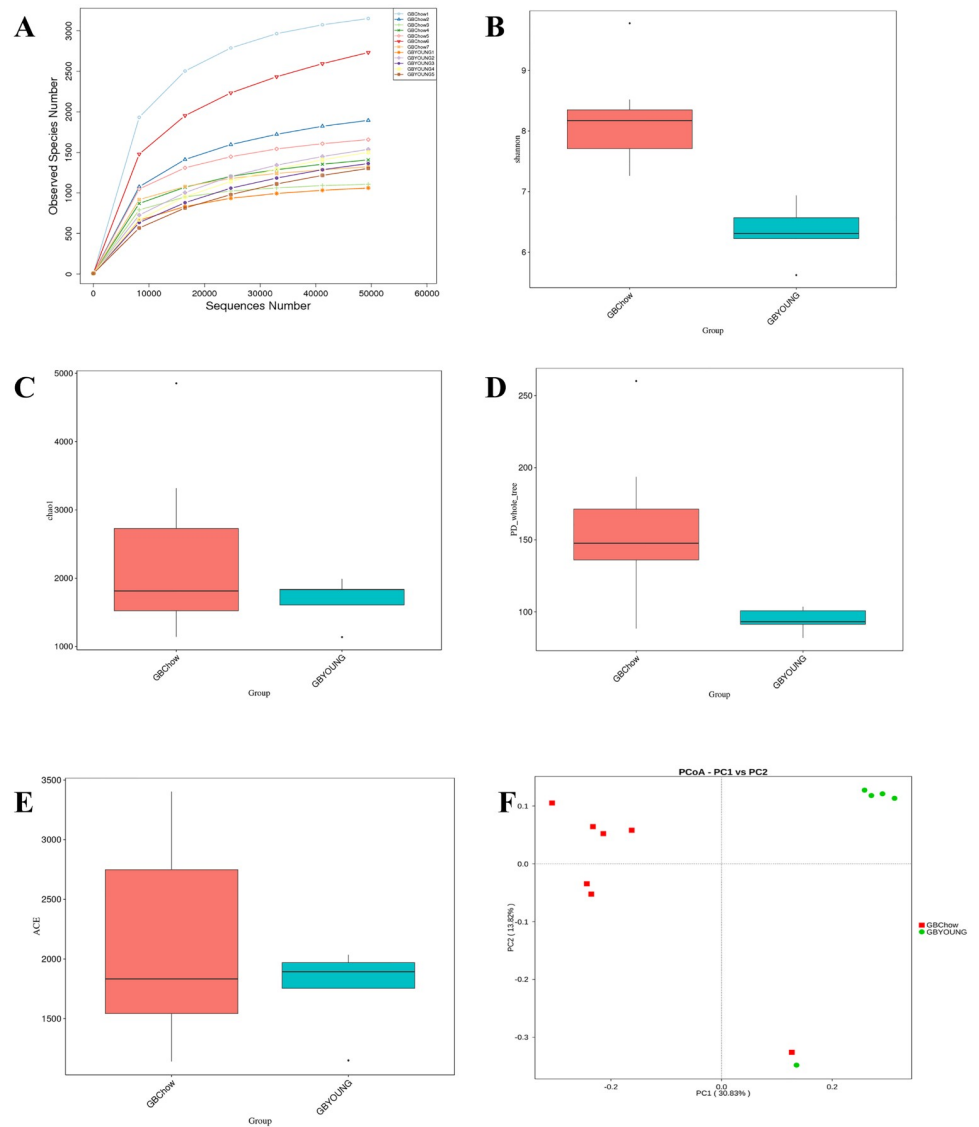 A
Observed Species Number
3000
2500
2000
1500
1000
500
0
0 10000 20000 30000 40000 50000 60000
Sequences Number
GBChow1
GBChow2
GBChow3
GBChow4
GBChow5
GBChow6
GBChow7
GBYOUNG1
GBYOUNG2
GBYOUNG3
GBYOUNG4
GBYOUNG5
B
shannon
9
8
7
6
GBChow GBYOUNG
Group
C
chao1
5000
4000
3000
2000
1000
GBChow GBYOUNG
Group
D
PD_whole_tree
250
200
150
100
GBChow GBYOUNG
Group
E
ACE
3500
3000
2500
2000
1500
GBChow GBYOUNG
Group
F
PCoA - PC1 vs PC2
PC2 ( 13.82% )
0.1
0.0
-0.1
-0.2
-0.3
-0.2 0.0 0.2
PC1 ( 30.83% )
GBChow
GBYOUNG